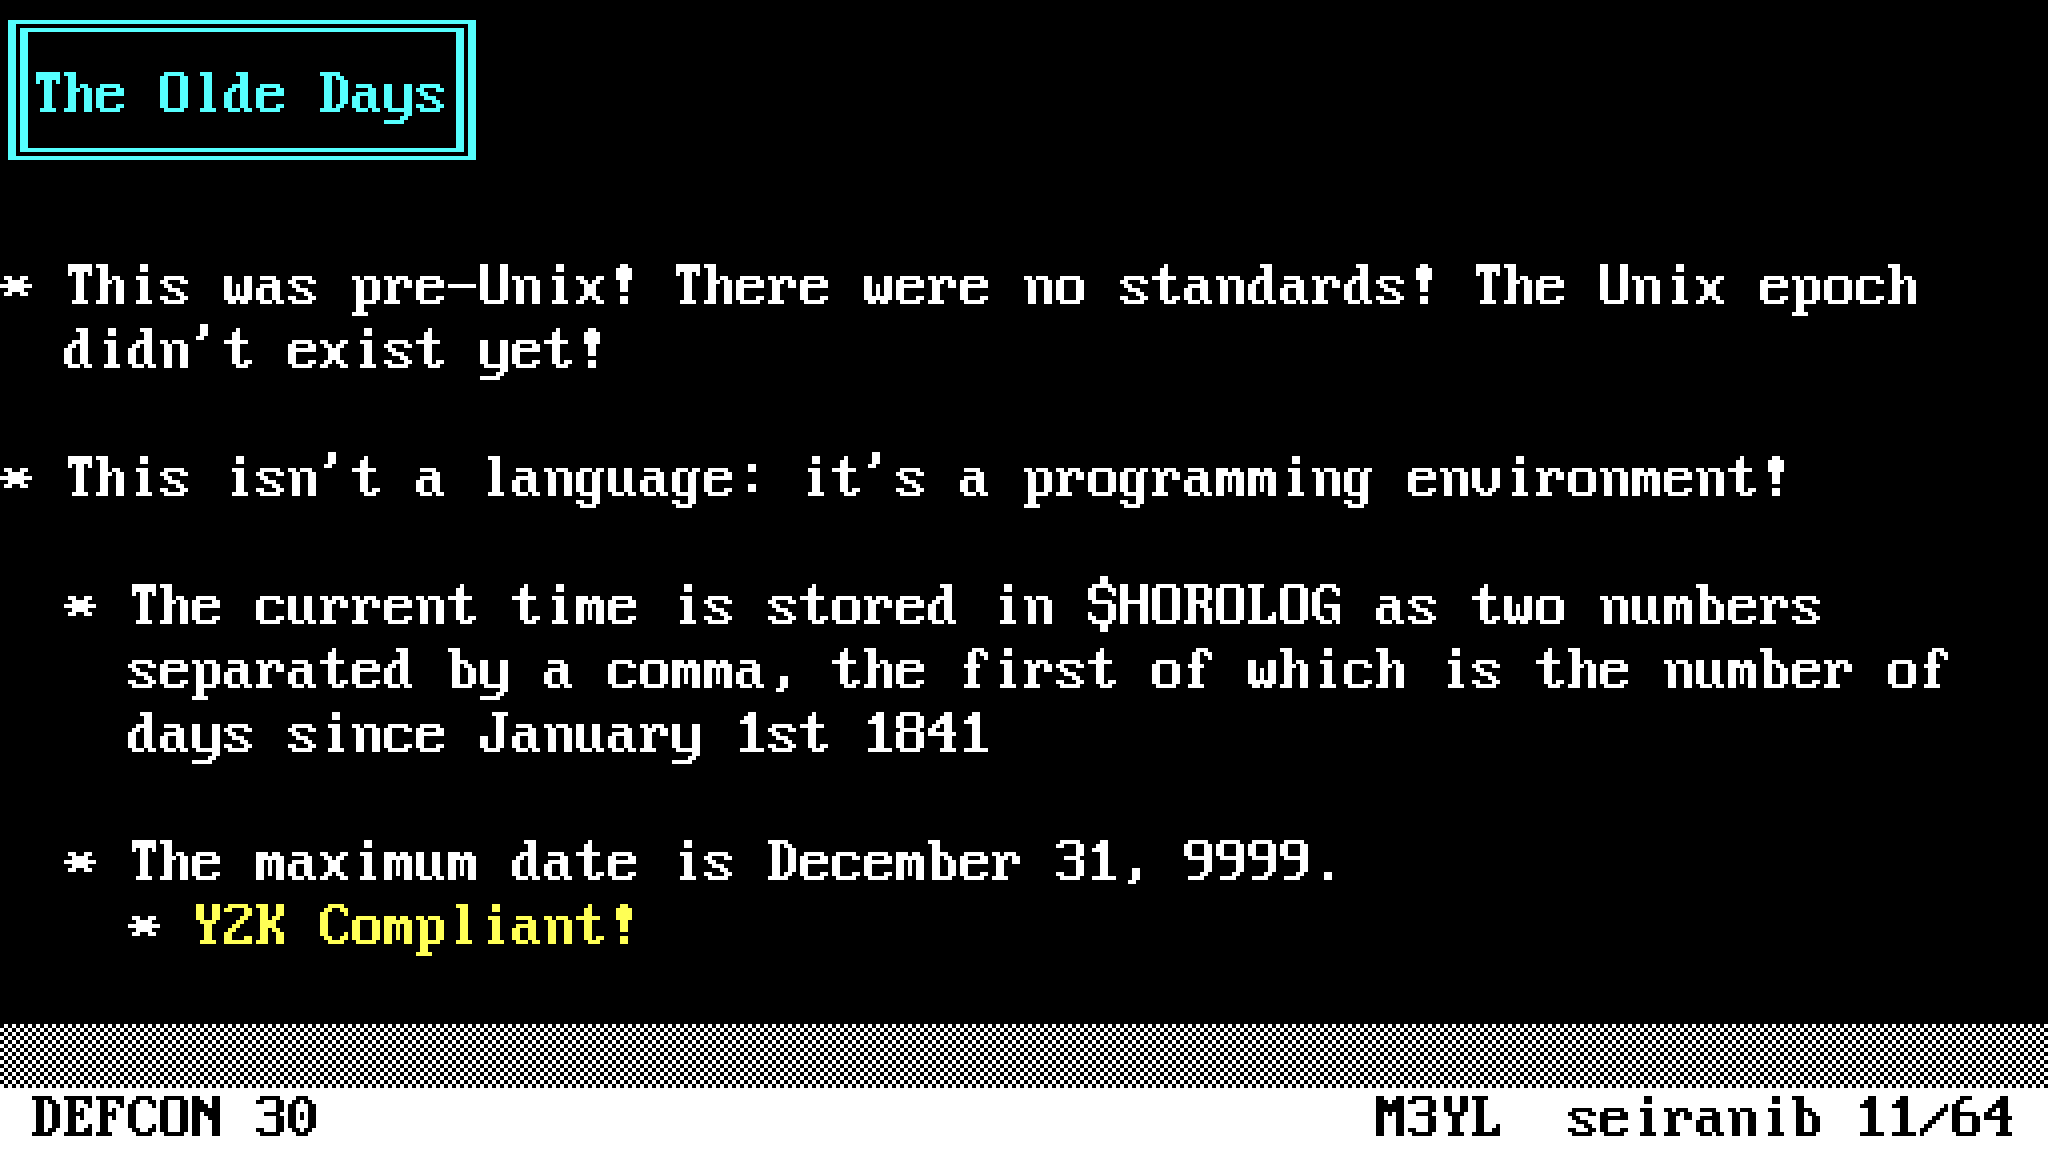 The Olde Days
* This was pre-Unix! There were no standards! The Unix epoch
didn't exist yet!
* This isn't a language: it's a programming environment!
* The current time is stored in $HOROLOG as two numbers
separated by a comma, the first of which is the number of
days since January 1st 1841
* The maximum date is December 31, 9999.
* Y2K Compliant!
DEFCON 30 M3YL seiranib 11/64